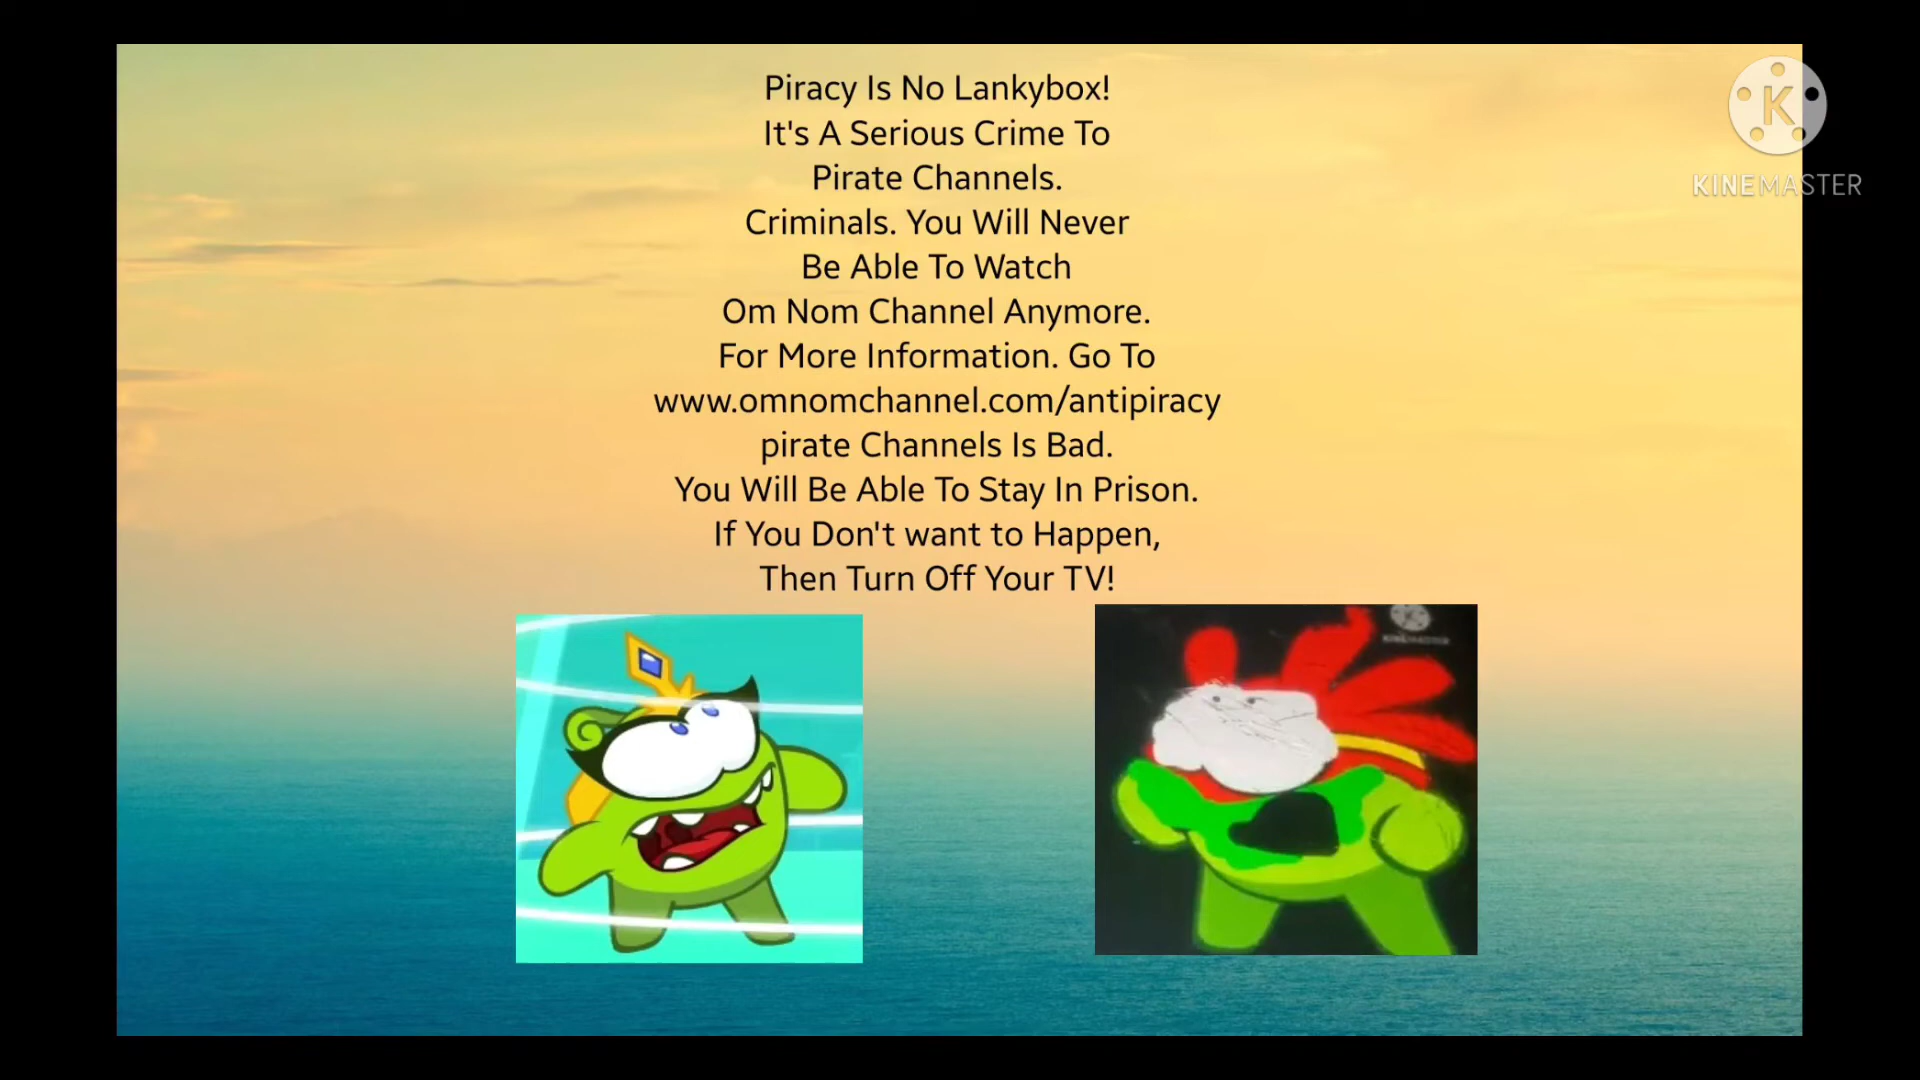 Piracy Is No Lankybox!
It's A Serious Crime To
Pirate Channels.
Criminals. You Will Never
Be Able To Watch
Om Nom Channel Anymore.
For More Information. Go To
www.omnomchannel.com/antipiracy
pirate Channels Is Bad.
You Will Be Able To Stay In Prison.
If You Don't want to Happen,
Then Turn Off Your TV!
K
KINEMASTER
KINEMASTER